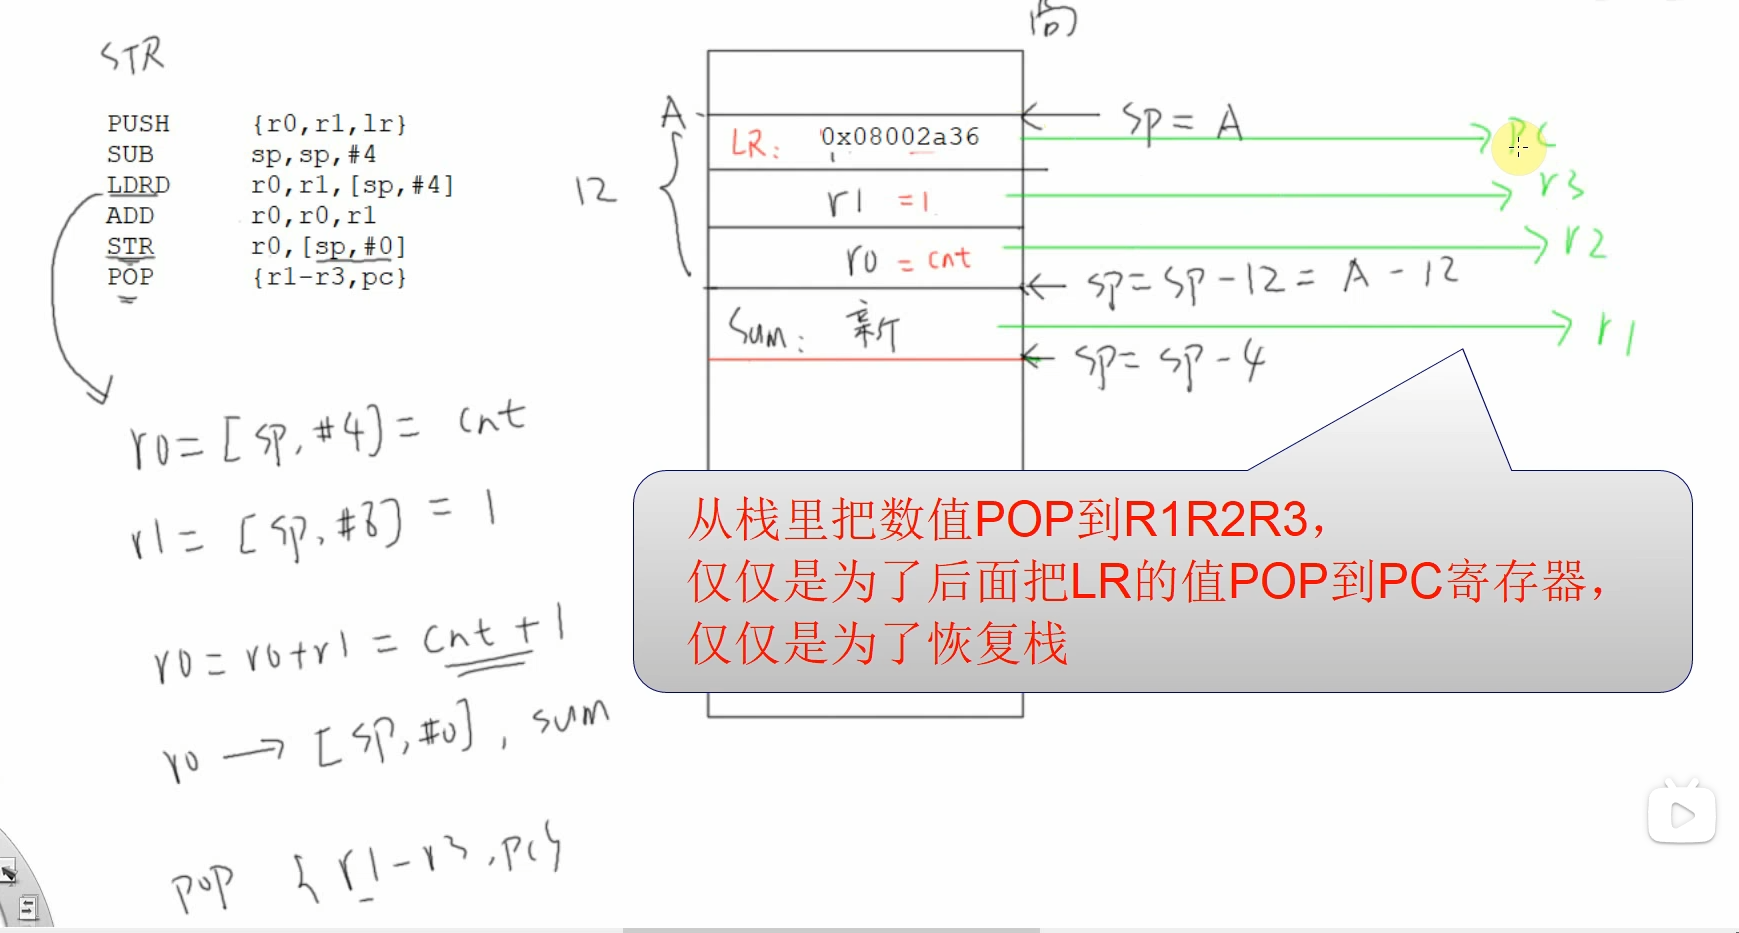 STR
PUSH {r0,r1,lr}
SUB sp,sp,#4
LDRD r0,r1,[sp,#4]
ADD r0,r0,r1
STR r0,[sp,#0]
POP {r1-r3,pc}
r0=[sp,#4]= cnt
r1=[sp,#8]=1
r0=r0+r1=cnt+1
r0→[sp,#0],sum
pop {r1-r3,pc}
高
A
sp=A
LR: 0x08002a36
PC
12
r1 =1
r3
r0 =cnt
r2
sp=sp-12=A-12
Sum: 新
r1
sp=sp-4
从栈里把数值POP到R1R2R3，
仅仅是为了后面把LR的值POP到PC寄存器，
仅仅是为了恢复栈